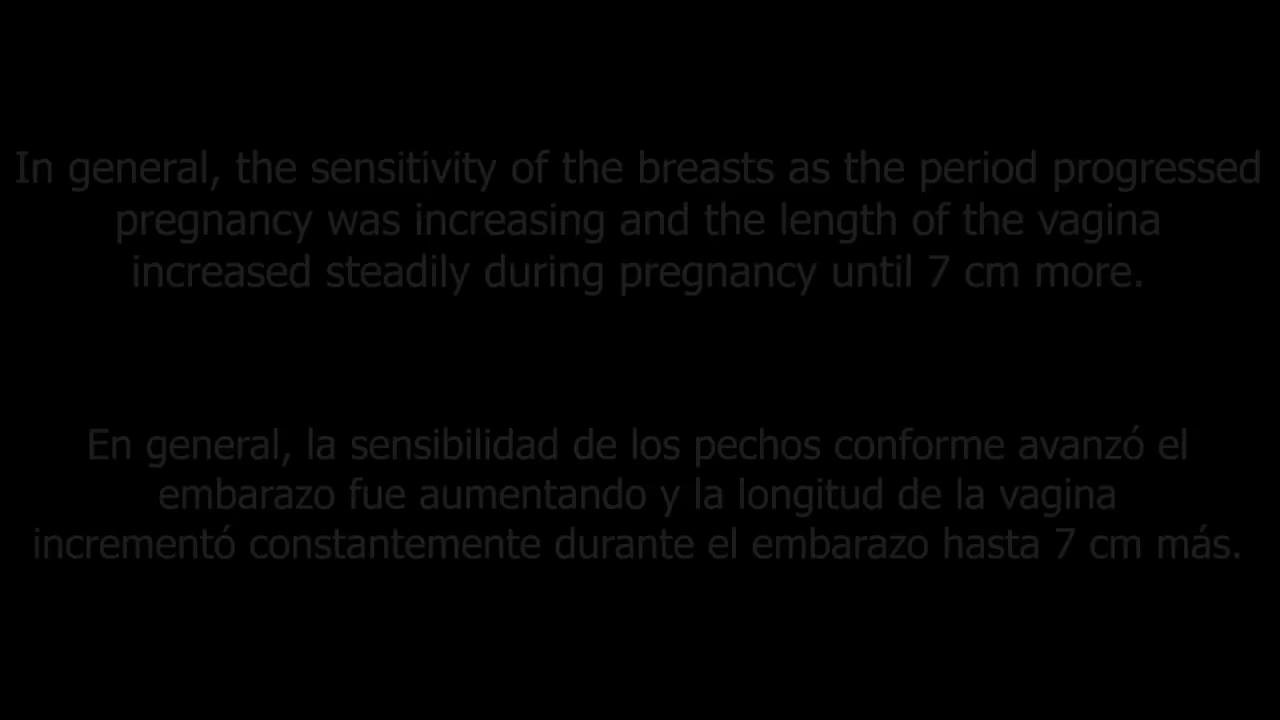 In general, the sensitivity of the breasts as the period progressed
pregnancy was increasing and the length of the vagina
increased steadily during pregnancy until 7 cm more.
En general, la sensibilidad de los pechos conforme avanzó el
embarazo fue aumentando y la longitud de la vagina
incrementó constantemente durante el embarazo hasta 7 cm más.